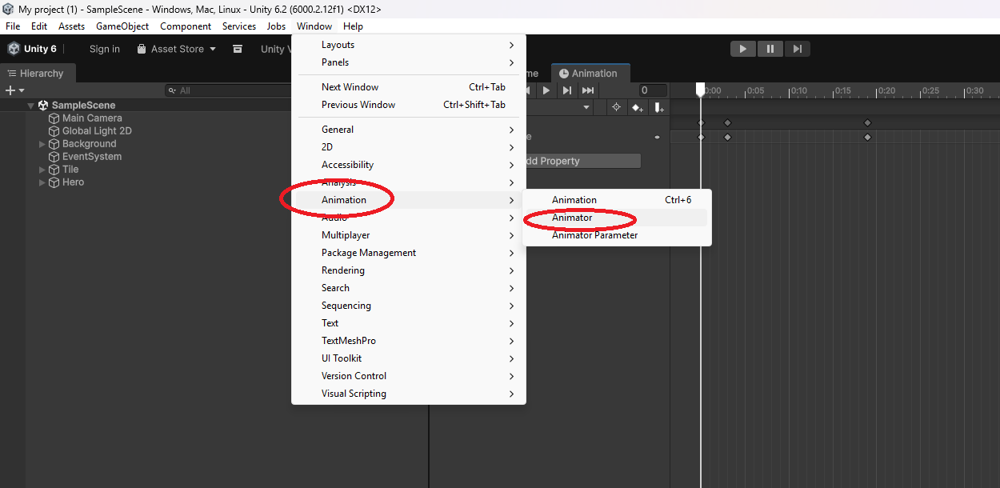 My project (1) - SampleScene - Windows, Mac, Linux - Unity 6.2 (6000.2.12f1) <DX12>
File Edit Assets GameObject Component Services Jobs Window Help
Unity 6 Sign in Asset Store Unity V
Hierarchy
All
SampleScene
Main Camera
Global Light 2D
Background
EventSystem
Tile
Hero
Layouts
Panels
Next Window Ctrl+Tab
Previous Window Ctrl+Shift+Tab
General
2D
Accessibility
Analysis
Animation
Audio
Multiplayer
Package Management
Rendering
Search
Sequencing
Text
TextMeshPro
UI Toolkit
Version Control
Visual Scripting
Animation Ctrl+6
Animator
Animator Parameter
me Animation
0 0:00 0:05 0:10 0:15 0:20 0:25 0:30
e
dd Property